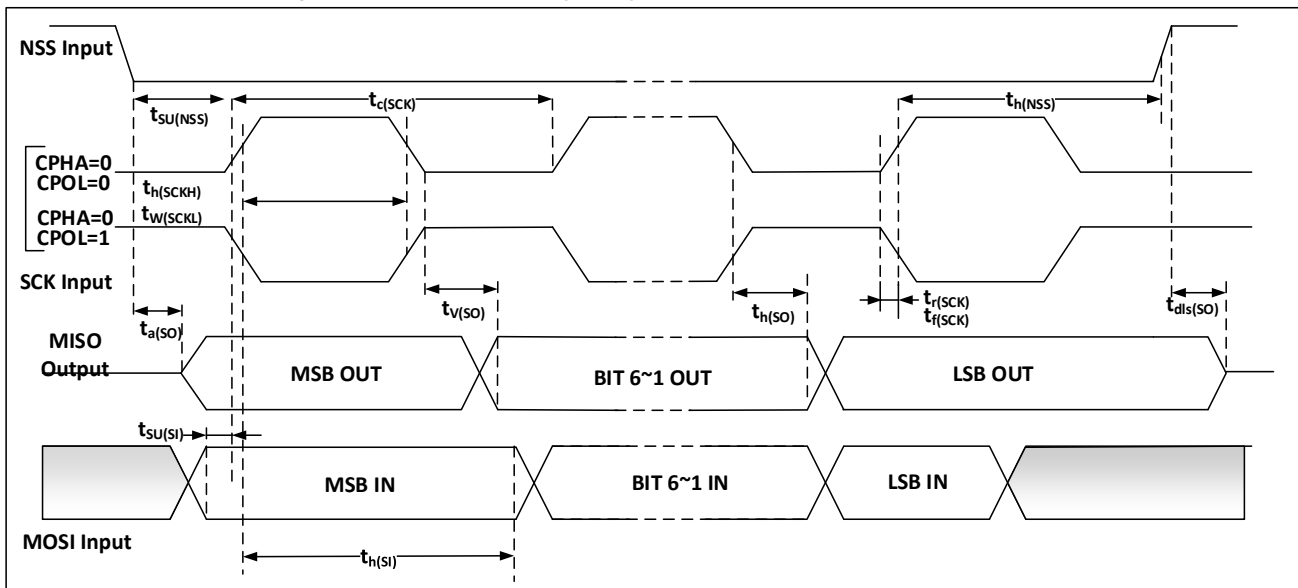 NSS Input
tSU(NSS)
tc(SCK)
th(NSS)
CPHA=0
CPOL=0
th(SCKH)
CPHA=0
CPOL=1
tW(SCKL)
SCK Input
ta(SO)
tV(SO)
th(SO)
tr(SCK)
tf(SCK)
tdIs(SO)
MISO
Output
MSB OUT
BIT 6~1 OUT
LSB OUT
tSU(SI)
MSB IN
BIT 6~1 IN
LSB IN
MOSI Input
th(SI)